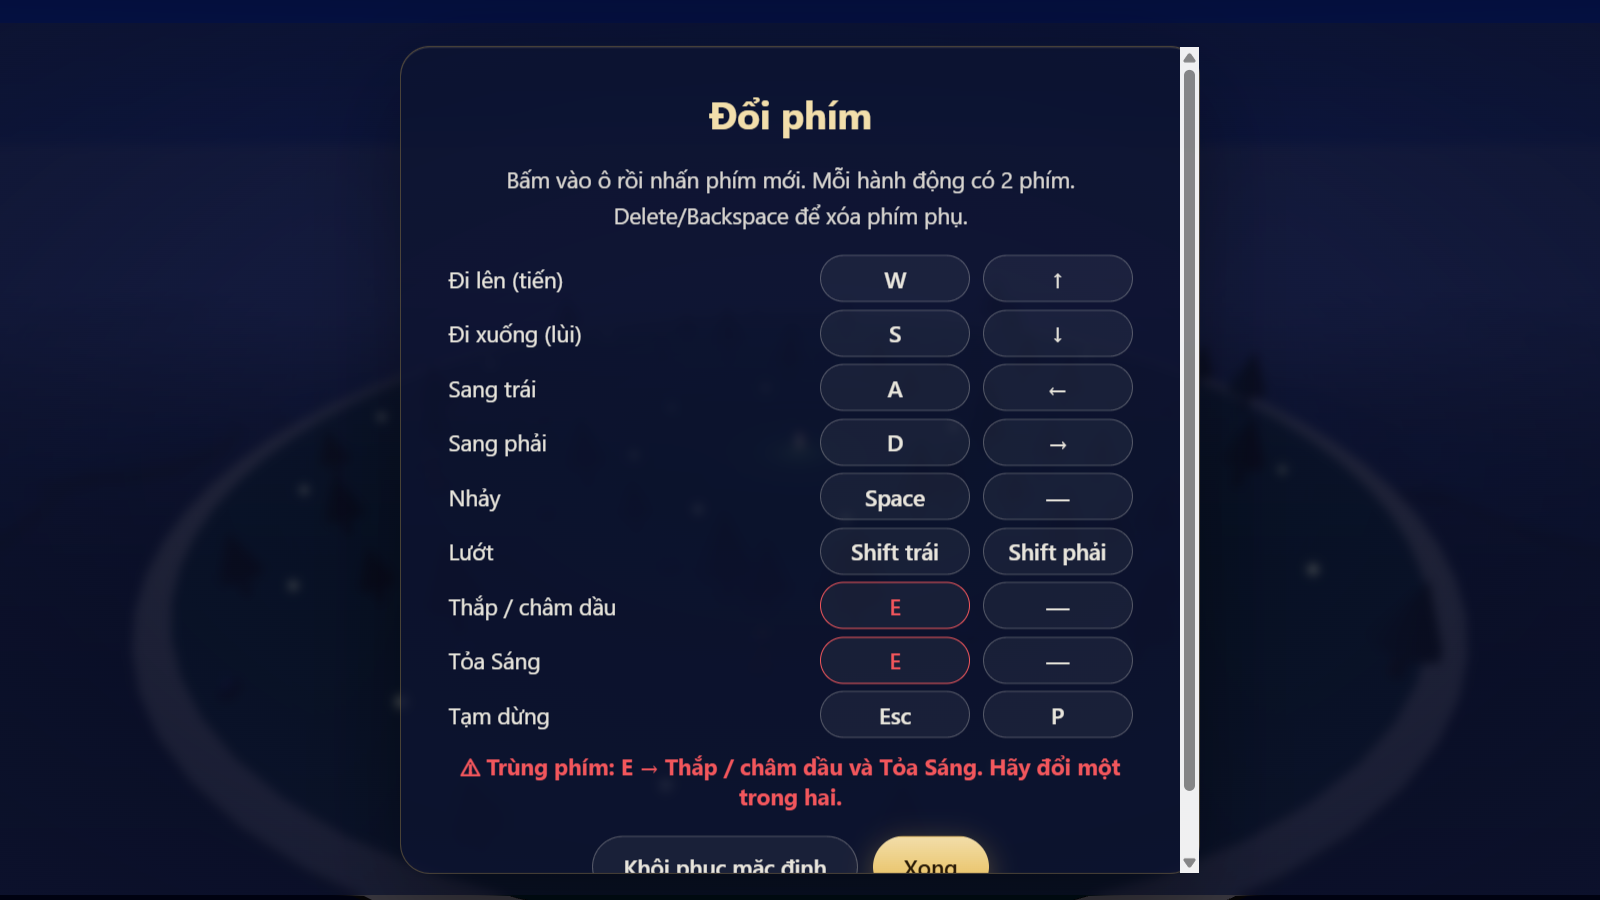 Đổi phím
Bấm vào ô rồi nhấn phím mới. Mỗi hành động có 2 phím.
Delete/Backspace để xóa phím phụ.
Đi lên (tiến) W ↑
Đi xuống (lùi) S ↓
Sang trái A ←
Sang phải D →
Nhảy Space —
Lướt Shift trái Shift phải
Thắp / châm dầu E —
Tỏa Sáng E —
Tạm dừng Esc P
⚠ Trùng phím: E → Thắp / châm dầu và Tỏa Sáng. Hãy đổi một
trong hai.
Khôi phục mặc định Xong